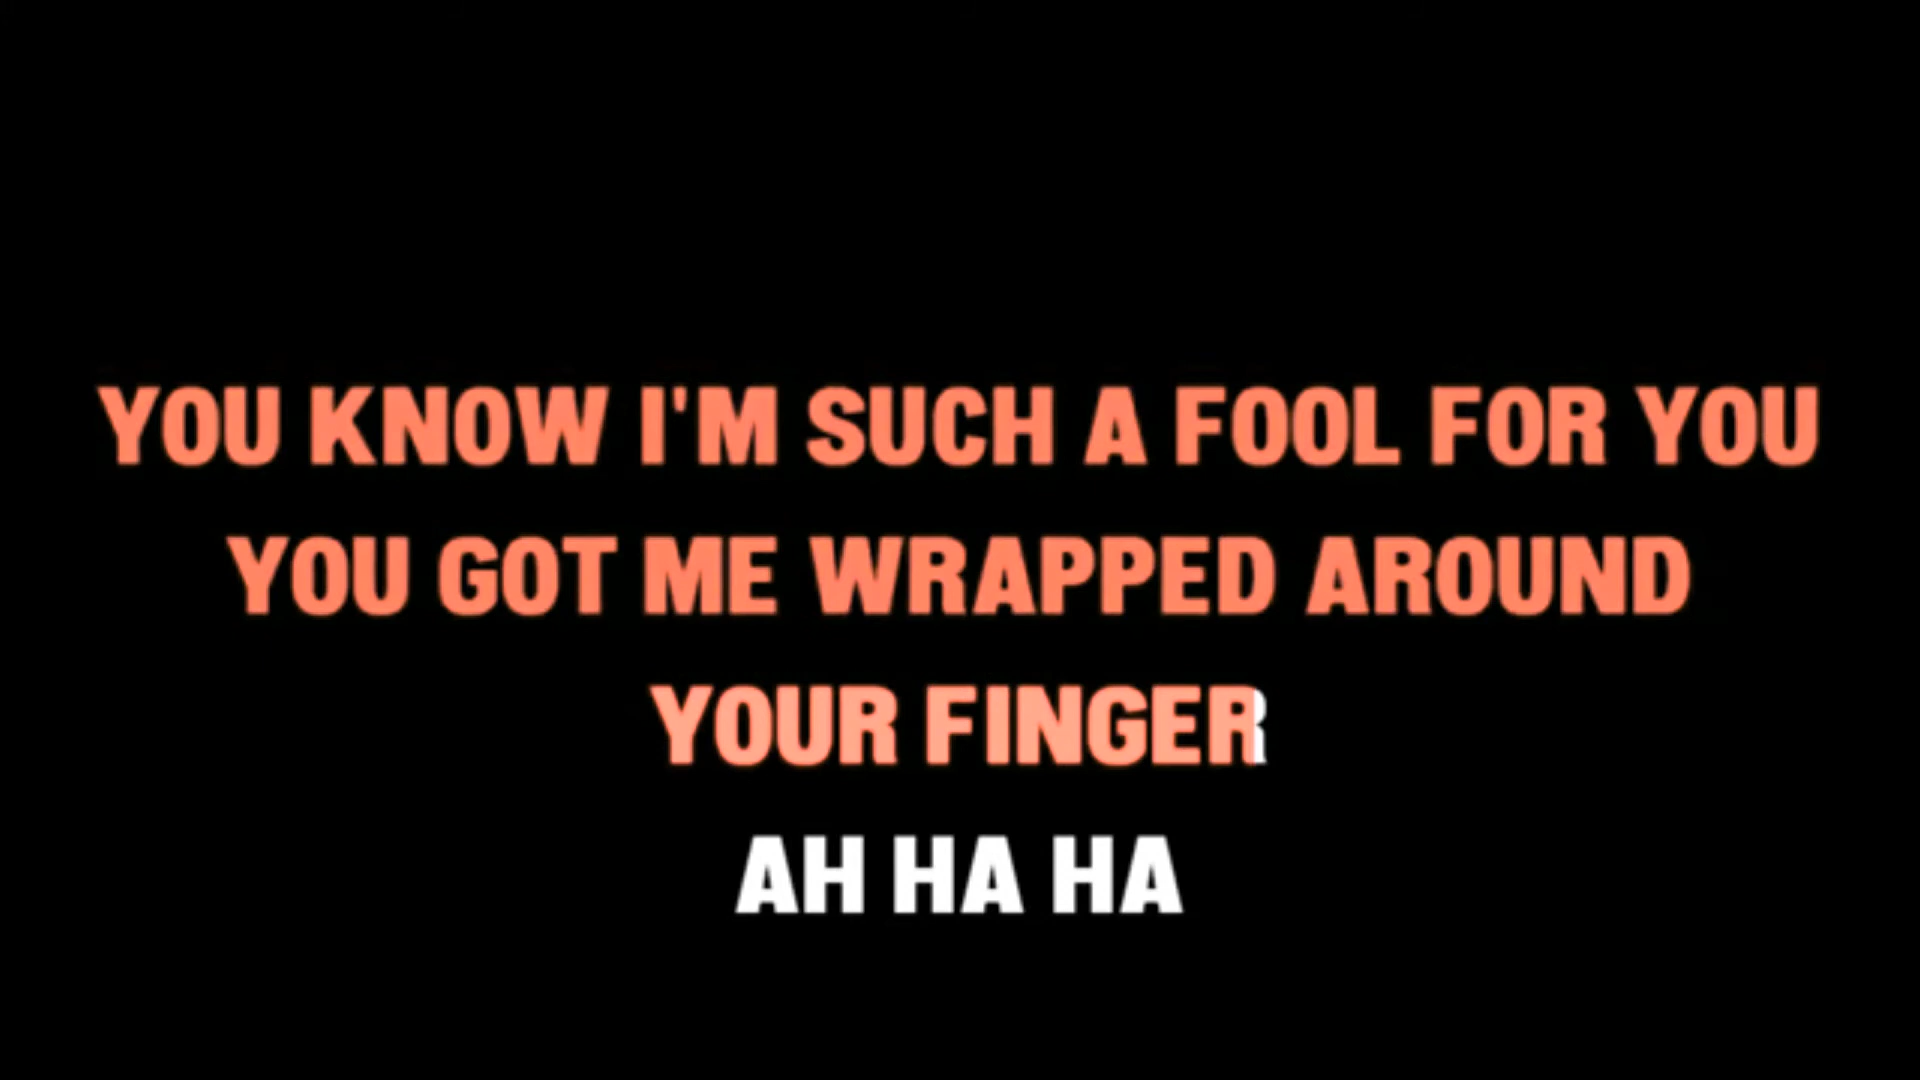 YOU KNOW I'M SUCH A FOOL FOR YOU
YOU GOT ME WRAPPED AROUND
YOUR FINGER
AH HA HA